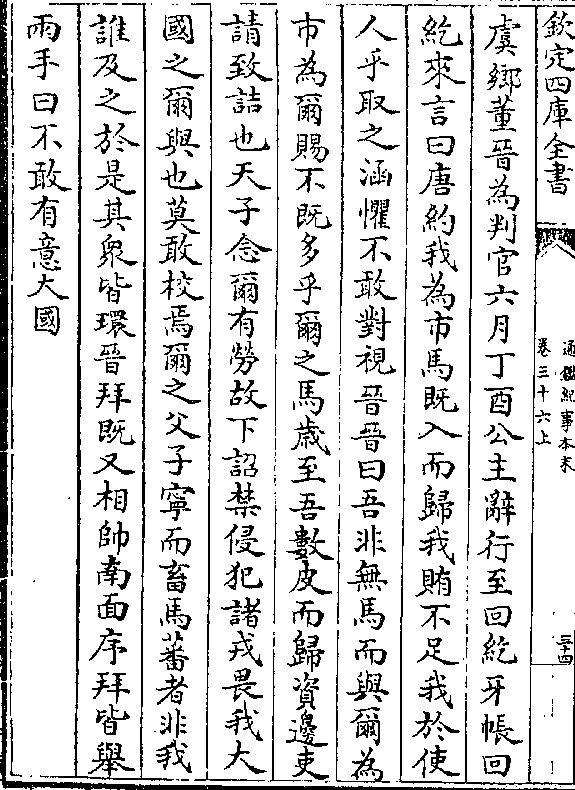 欽定四庫全書
通鑑紀事本末
卷三十六上
三十四
虞鄉董晉為判官六月丁酉公主辭行至回紇牙帳回
紇來言曰唐約我為市馬既入而歸我賄不足我於使
人乎取之涵懼不敢對視晉晉曰吾非無馬而與爾為
市為爾賜不既多乎爾之馬歲至吾數皮而歸資邊吏
請致詰也天子念爾有勞故下詔禁侵犯諸戎畏我大
國之爾與也莫敢校焉爾之父子寧而畜馬蕃者非我
誰及之於是其衆皆環晉拜既又相帥南面序拜皆舉
兩手曰不敢有意大國